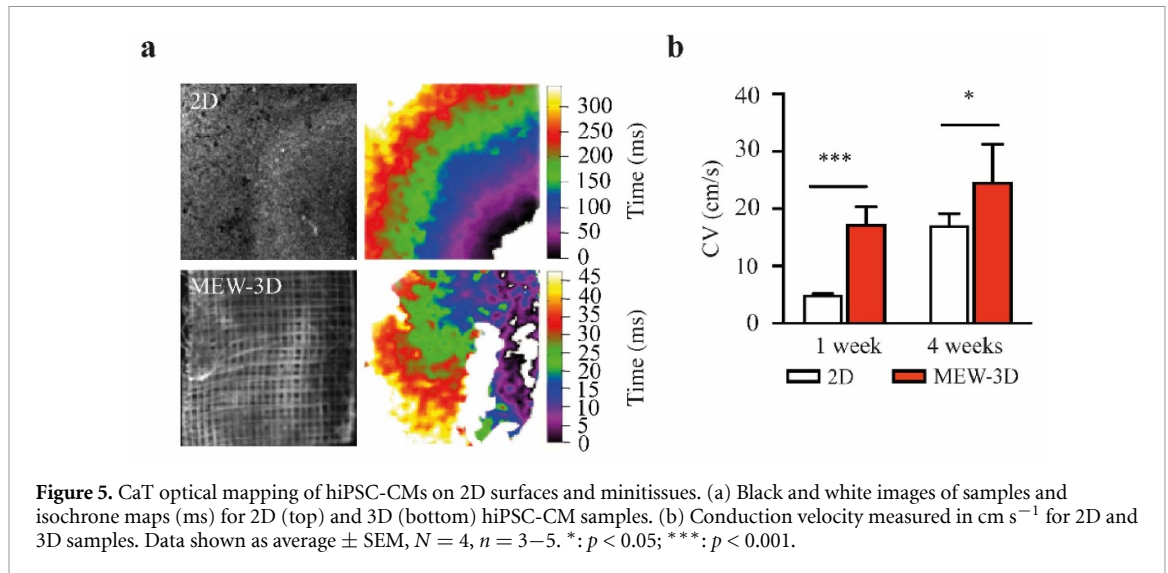 a
2D
300
250
200
150
100
50
0
Time (ms)
MEW-3D
45
40
35
30
25
20
15
10
5
0
Time (ms)
b
40
30
20
10
0
CV (cm/s)
***
*
1 week 4 weeks
2D MEW-3D
Figure 5. CaT optical mapping of hiPSC-CMs on 2D surfaces and minitissues. (a) Black and white images of samples and
isochrone maps (ms) for 2D (top) and 3D (bottom) hiPSC-CM samples. (b) Conduction velocity measured in cm s⁻¹ for 2D and
3D samples. Data shown as average ± SEM, N = 4, n = 3−5. *: p < 0.05; ***: p < 0.001.